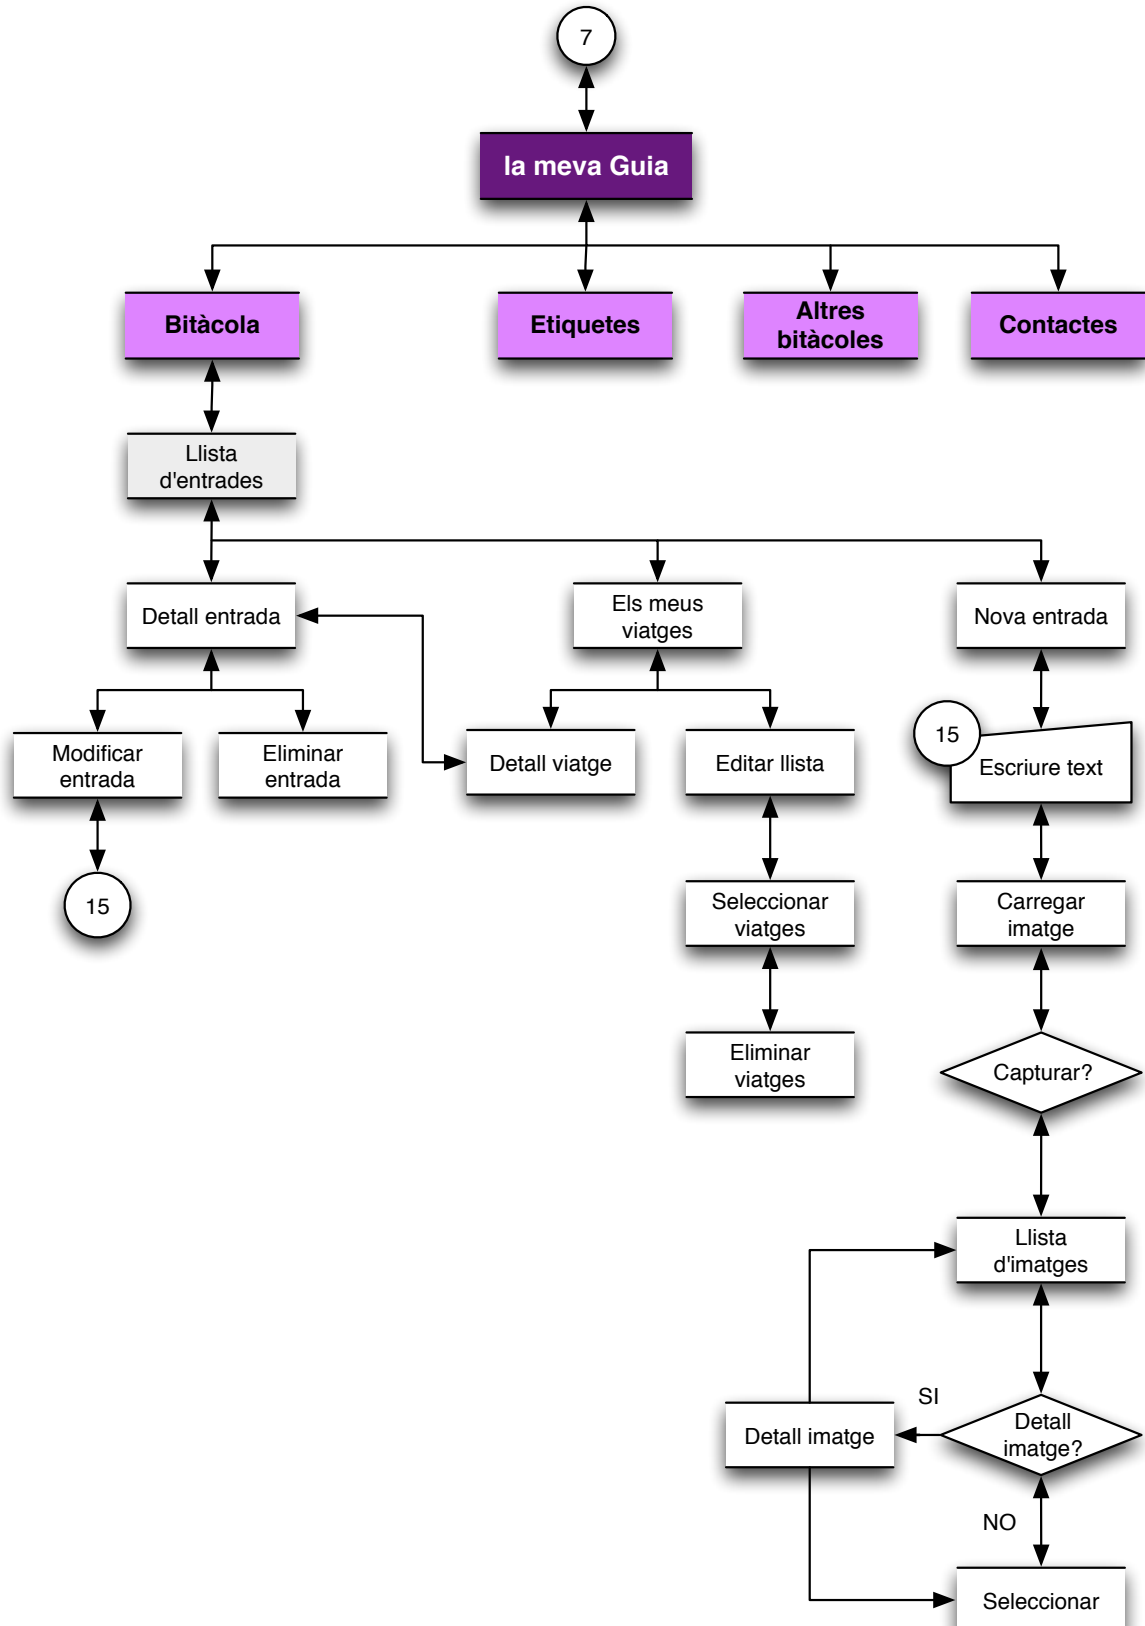 7
la meva Guia
Bitàcola
Etiquetes
Altres
bitàcoles
Contactes
Llista
d'entrades
Detall entrada
Els meus
viatges
Nova entrada
Modificar
entrada
Eliminar
entrada
Detall viatge
Editar llista
15
Escriure text
15
Seleccionar
viatges
Carregar
imatge
Eliminar
viatges
Capturar?
Llista
d'imatges
SI
Detall imatge
Detall
imatge?
NO
Seleccionar